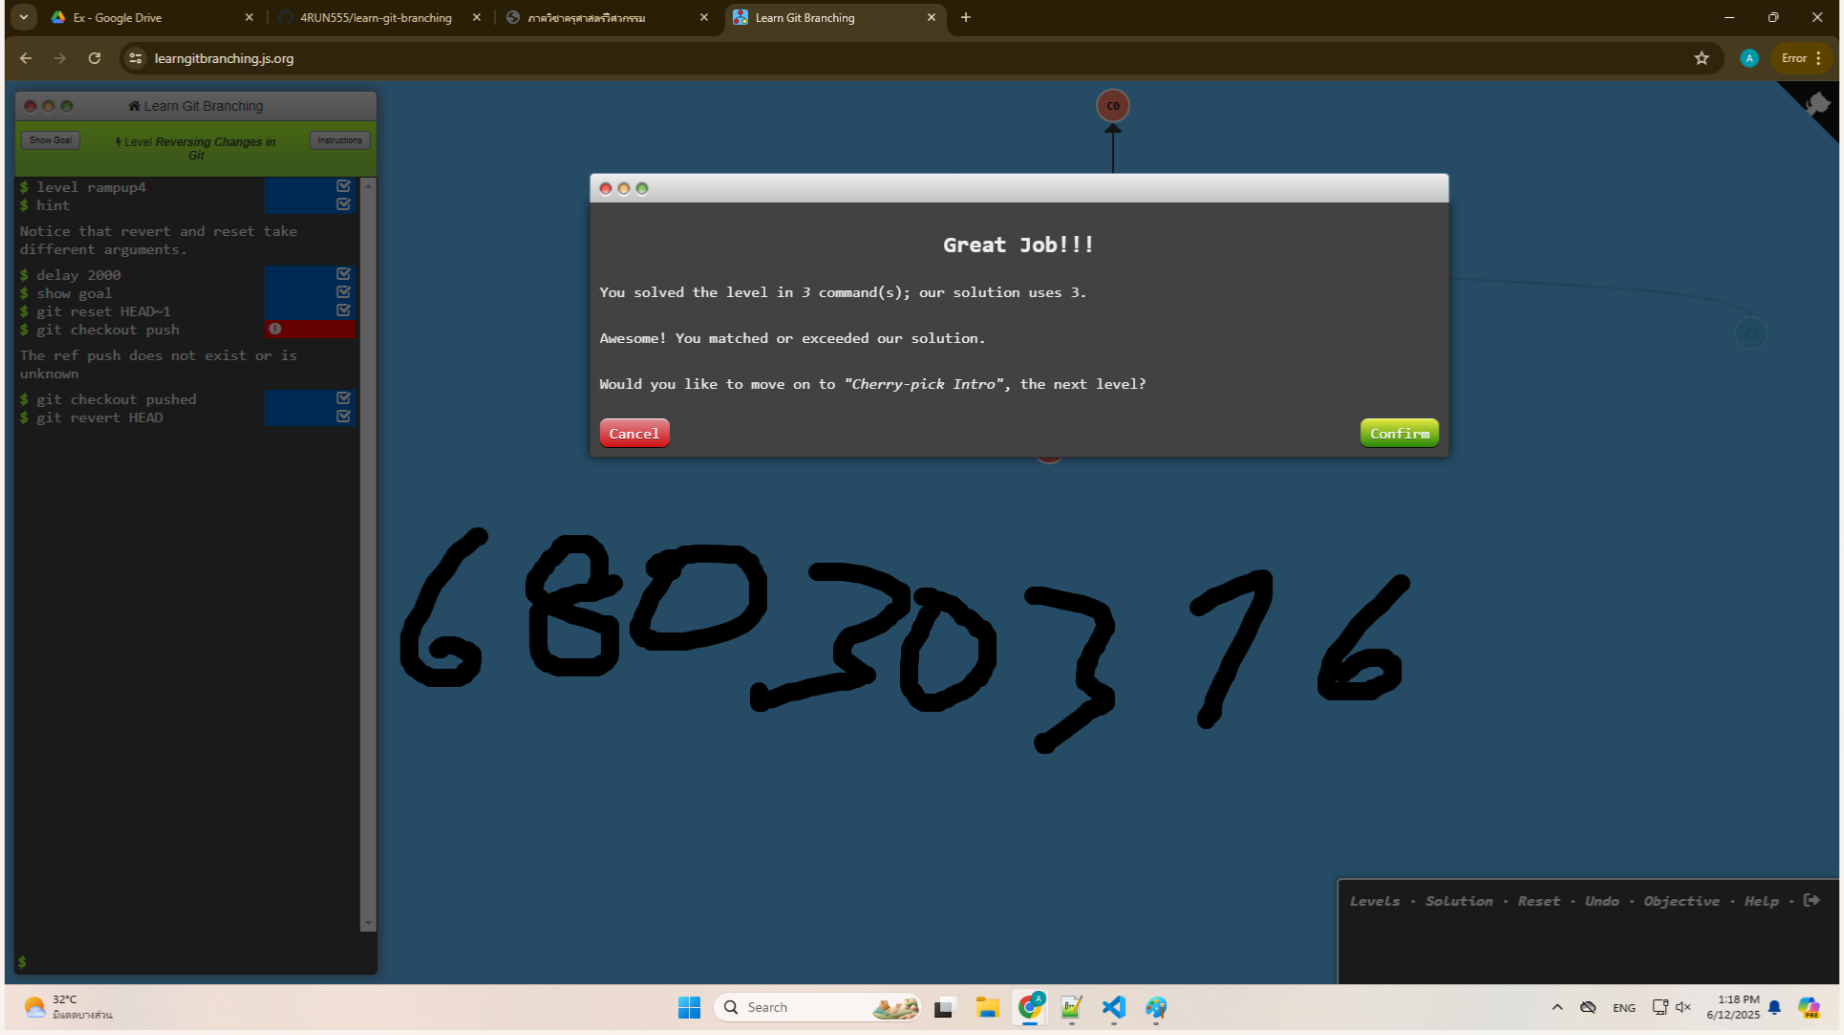 Ex - Google Drive
4RUN555/learn-git-branching
ภาควิชาครุศาสตร์วิศวกรรม
Learn Git Branching
learngitbranching.js.org
A
Error
Learn Git Branching
Show Goal
Level Reversing Changes in
Git
Instructions
$ level rampup4
$ hint
Notice that revert and reset take
different arguments.
$ delay 2000
$ show goal
$ git reset HEAD~1
$ git checkout push
The ref push does not exist or is
unknown
$ git checkout pushed
$ git revert HEAD
$
C0
Great Job!!!
You solved the level in 3 command(s); our solution uses 3.
Awesome! You matched or exceeded our solution.
Would you like to move on to "Cherry-pick Intro", the next level?
Cancel
Confirm
68030376
Levels · Solution · Reset · Undo · Objective · Help ·
32°C
มีแดดบางส่วน
Search
A
ENG
1:18 PM
6/12/2025
PRE